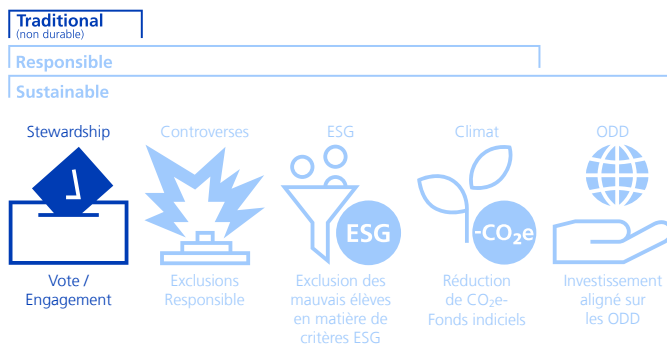 Traditional
(non durable)
Responsible
Sustainable
Stewardship
Controverses
ESG
Climat
ODD
ESG
-CO₂e
Vote /
Engagement
Exclusions
Responsible
Exclusion des
mauvais élèves
en matière de
critères ESG
Réduction
de CO₂e-
Fonds indiciels
Investissement
aligné sur
les ODD